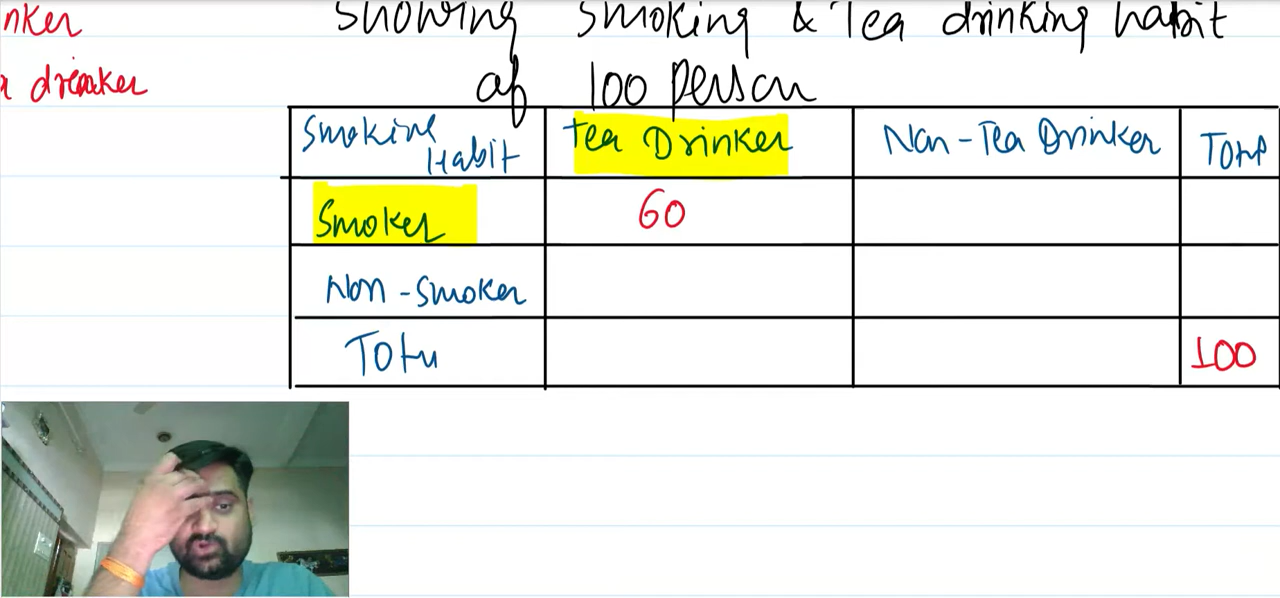 nker
Showing Smoking & Tea drinking habit
a drinker
of 100 person
Smoking Habit Tea Drinker Non-Tea Drinker Total
Smoker 60
Non-Smoker
Total 100